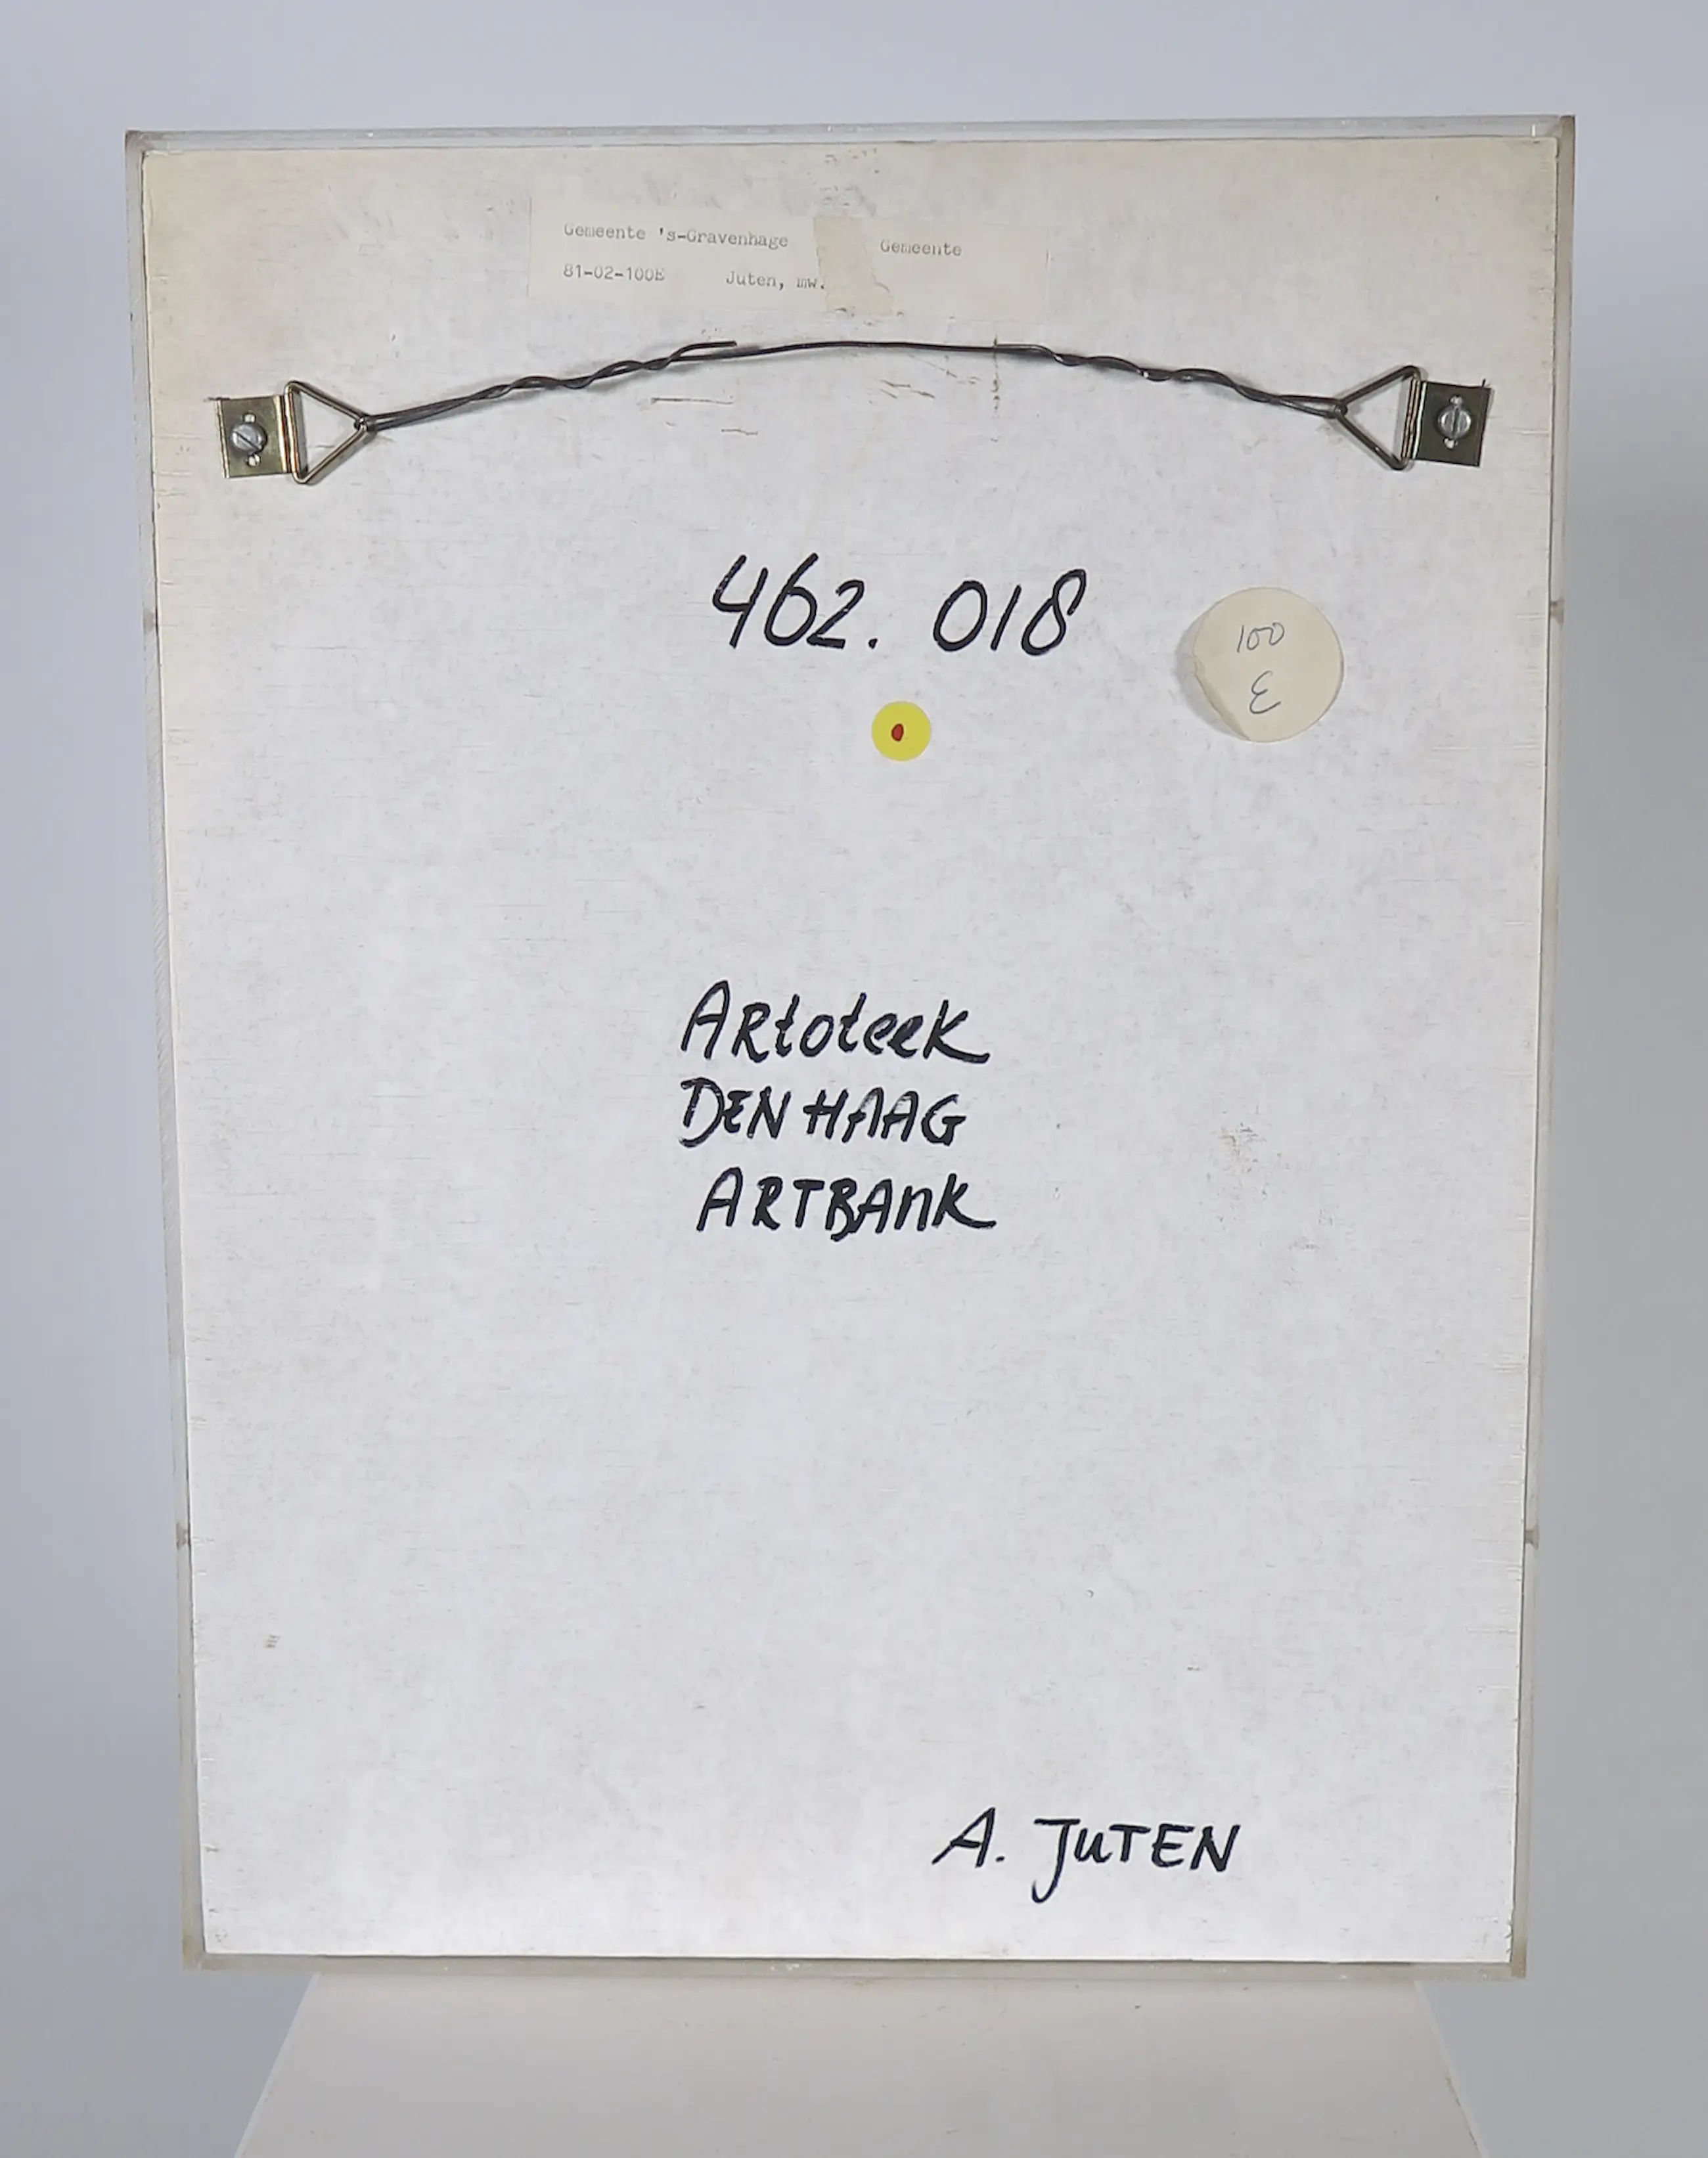 Gemeente 's-Gravenhage Gemeente
81-02-100E Juten, mw.
462. 018
100
E
ARtoteek
DEN HAAG
ARTBAnK
A. JuTEN